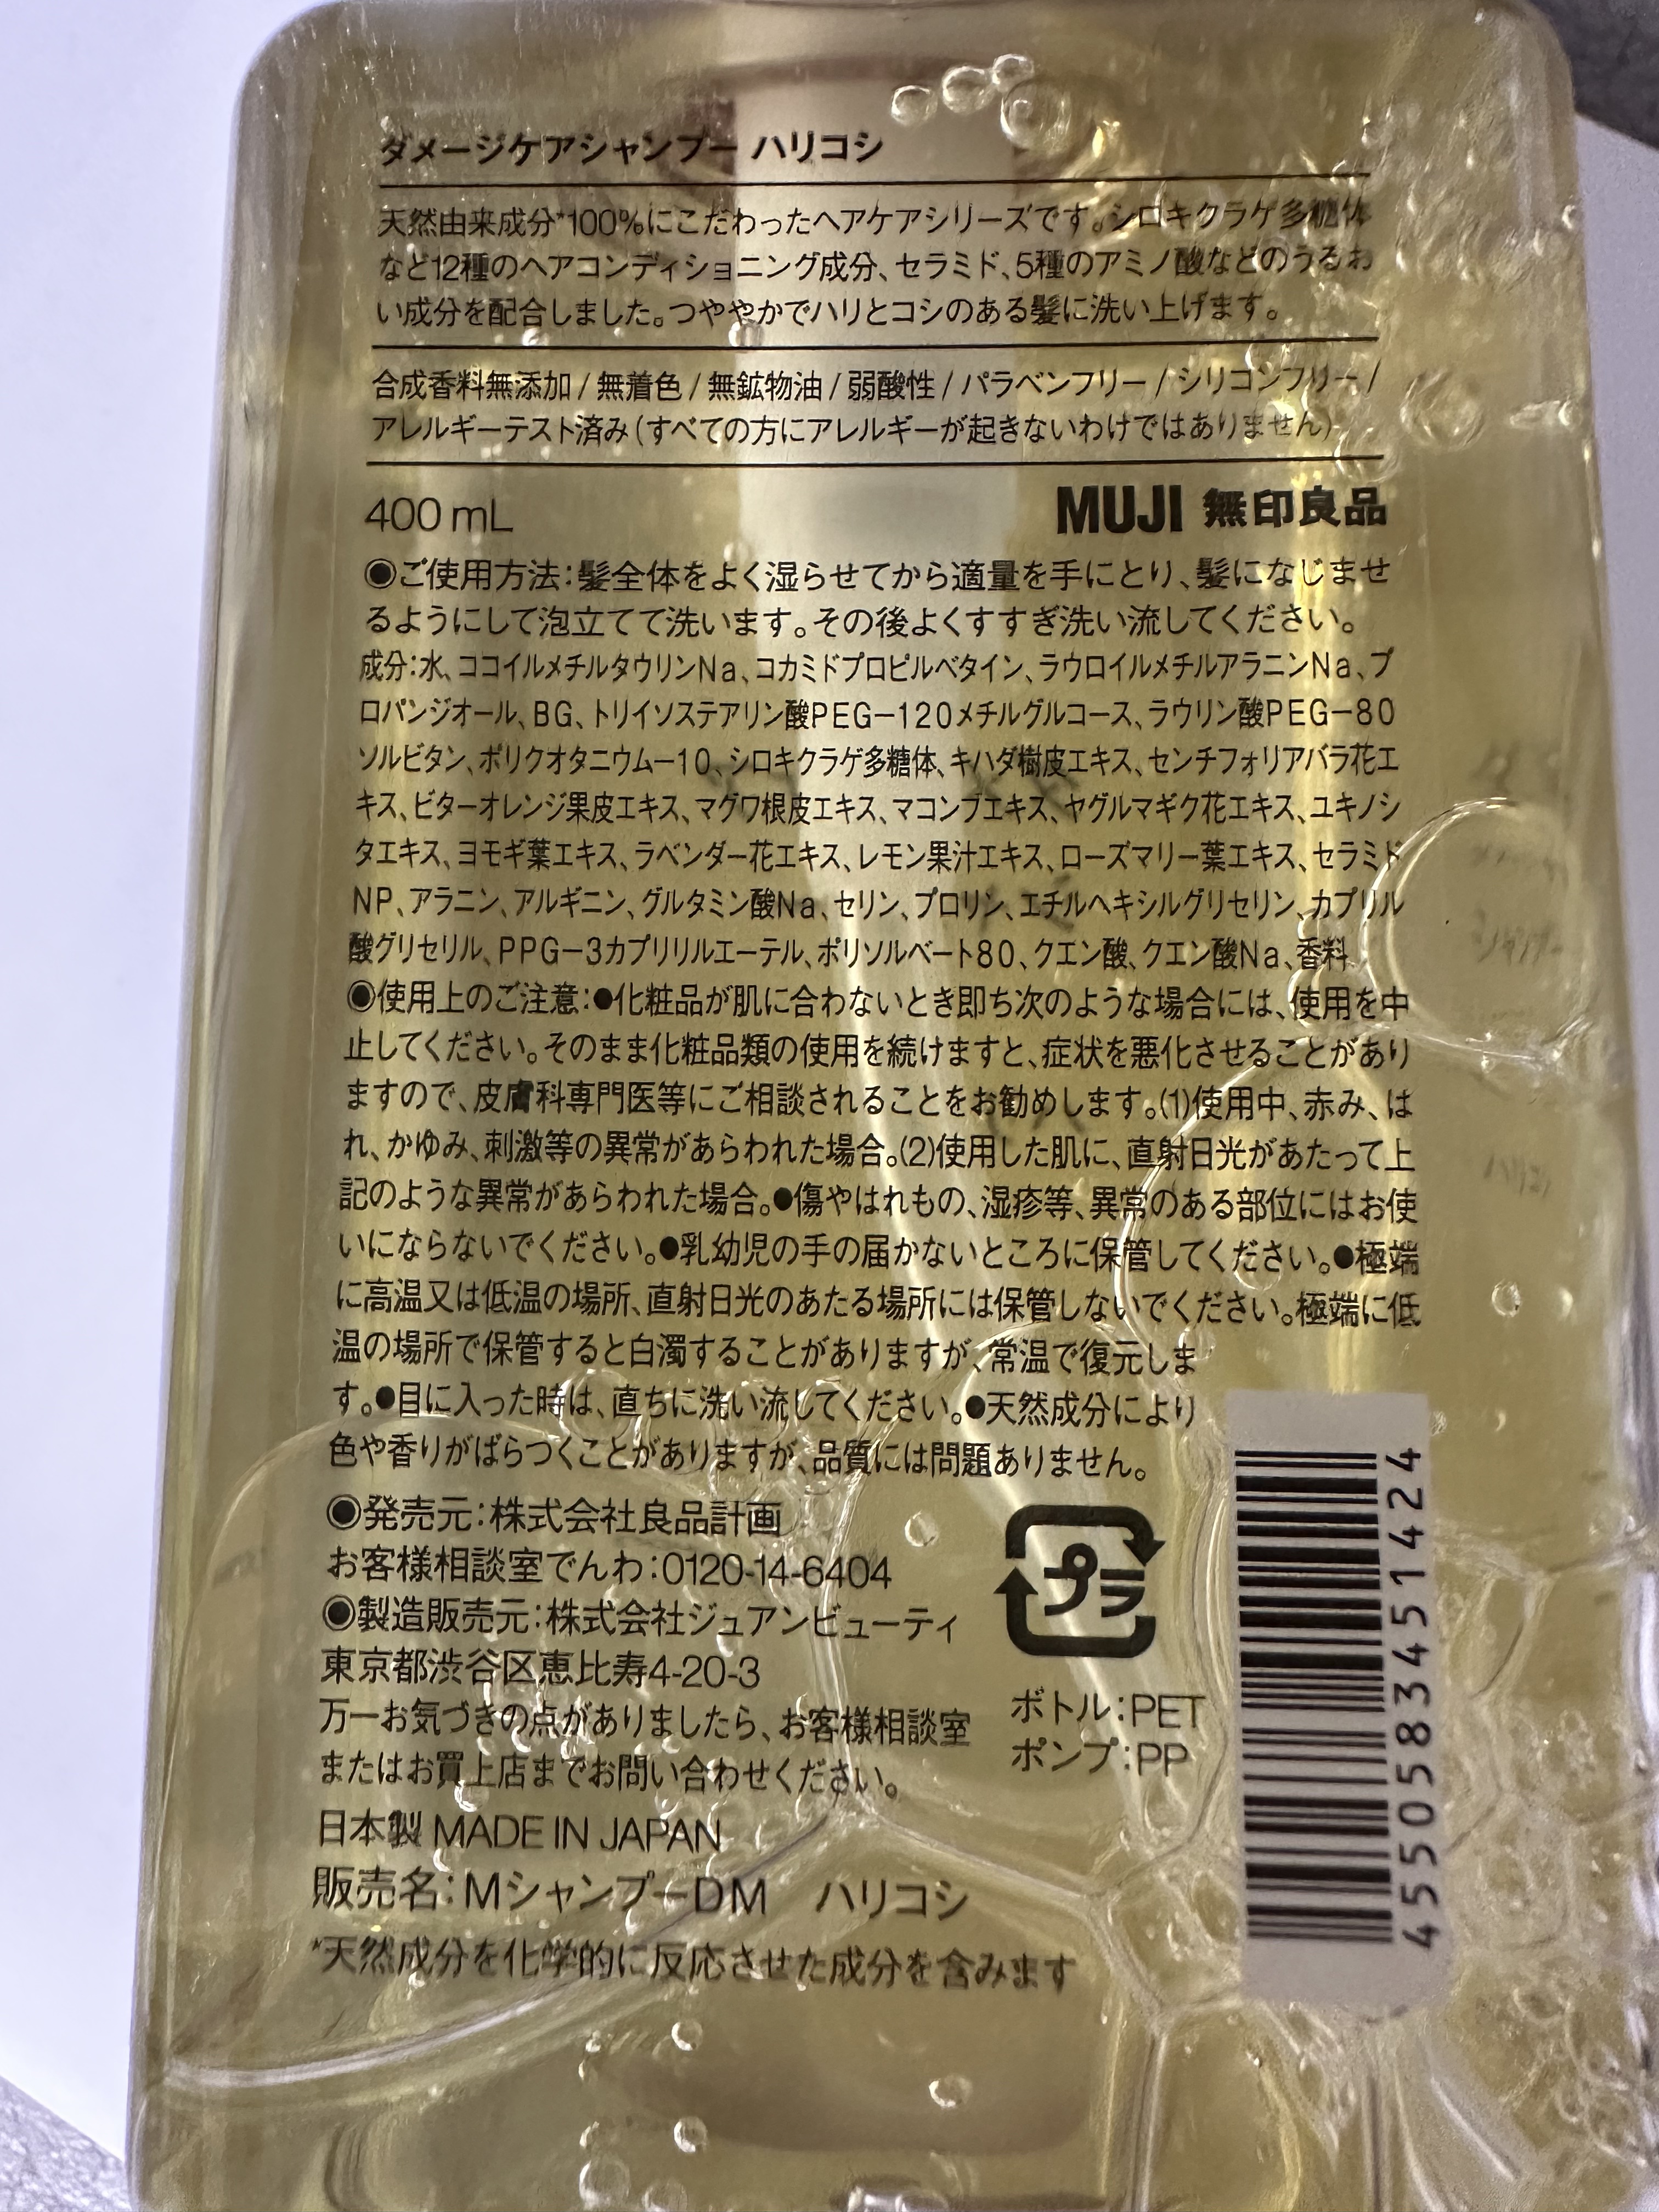 ダメージケアシャンプー ハリコシ
天然由来成分*100%にこだわったヘアケアシリーズです。シロキクラゲ多糖体
など12種のヘアコンディショニング成分、セラミド、5種のアミノ酸などのうるお
い成分を配合しました。つややかでハリとコシのある髪に洗い上げます。
合成香料無添加 / 無着色 / 無鉱物油 / 弱酸性 / パラベンフリー / シリコンフリー /
アレルギーテスト済み(すべての方にアレルギーが起きないわけではありません)
400 mL
MUJI 無印良品
◉ご使用方法:髪全体をよく湿らせてから適量を手にとり、髪になじませ
るようにして泡立てて洗います。その後よくすすぎ洗い流してください。
成分:水、ココイルメチルタウリンNa、コカミドプロピルベタイン、ラウロイルメチルアラニンNa、プ
ロパンジオール、BG、トリイソステアリン酸PEG-120メチルグルコース、ラウリン酸PEG-80
ソルビタン、ポリクオタニウム-10、シロキクラゲ多糖体、キハダ樹皮エキス、センチフォリアバラ花エ
キス、ビターオレンジ果皮エキス、マグワ根皮エキス、マコンブエキス、ヤグルマギク花エキス、ユキノシ
タエキス、ヨモギ葉エキス、ラベンダー花エキス、レモン果汁エキス、ローズマリー葉エキス、セラミド
NP、アラニン、アルギニン、グルタミン酸Na、セリン、プロリン、エチルヘキシルグリセリン、カプリル
酸グリセリル、PPG-3カプリリルエーテル、ポリソルベート80、クエン酸、クエン酸Na、香料
◉使用上のご注意:●化粧品が肌に合わないとき即ち次のような場合には、使用を中
止してください。そのまま化粧品類の使用を続けますと、症状を悪化させることがあり
ますので、皮膚科専門医等にご相談されることをお勧めします。(1)使用中、赤み、は
れ、かゆみ、刺激等の異常があらわれた場合。(2)使用した肌に、直射日光があたって上
記のような異常があらわれた場合。●傷やはれもの、湿疹等、異常のある部位にはお使
いにならないでください。●乳幼児の手の届かないところに保管してください。●極端
に高温又は低温の場所、直射日光のあたる場所には保管しないでください。極端に低
温の場所で保管すると白濁することがありますが、常温で復元しま
す。●目に入った時は、直ちに洗い流してください。●天然成分により
色や香りがばらつくことがありますが、品質には問題ありません。
◉発売元:株式会社良品計画
お客様相談室でんわ:0120-14-6404
◉製造販売元:株式会社ジュアンビューティ
東京都渋谷区恵比寿4-20-3
万一お気づきの点がありましたら、お客様相談室
またはお買上店までお問い合わせください。
日本製 MADE IN JAPAN
販売名:MシャンプーDM ハリコシ
*天然成分を化学的に反応させた成分を含みます
プラ
ボトル:PET
ポンプ:PP
4550583451424